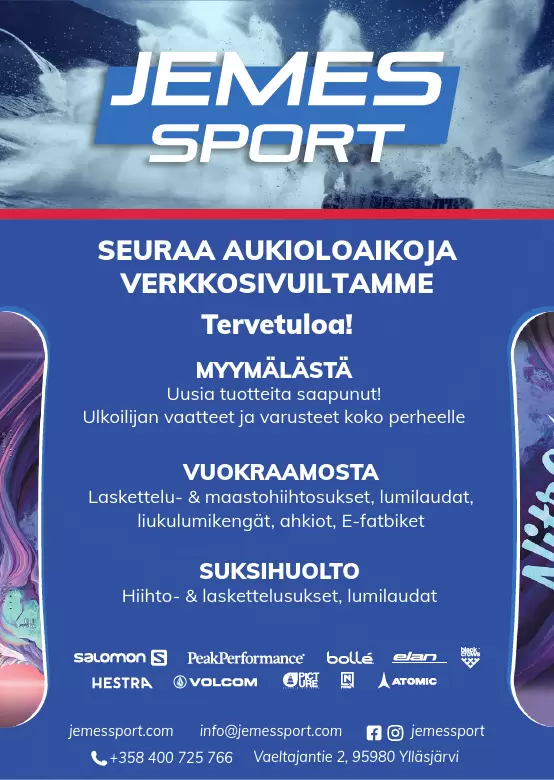 JEMES
SPORT
SEURAA AUKIOLOAIKOJA
VERKKOSIVUILTAMME
Tervetuloa!
MYYMÄLÄSTÄ
Uusia tuotteita saapunut!
Ulkoilijan vaatteet ja varusteet koko perheelle
VUOKRAAMOSTA
Laskettelu- & maastohiihtosukset, lumilaudat,
liukulumikengät, ahkiot, E-fatbiket
SUKSIHUOLTO
Hiihto- & laskettelusukset, lumilaudat
salomon S PeakPerformance bollé elan black crows
HESTRA VOLCOM PICTURE N ATOMIC
jemessport.com info@jemessport.com jemessport
+358 400 725 766 Vaeltajantie 2, 95980 Ylläsjärvi